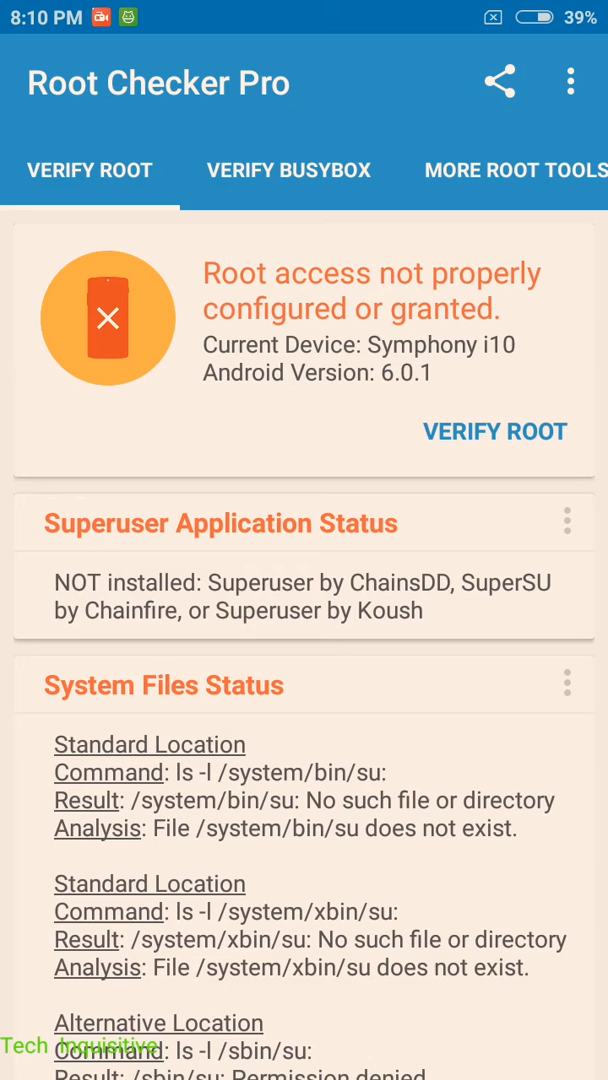 8:10 PM
39%
Root Checker Pro
VERIFY ROOT
VERIFY BUSYBOX
MORE ROOT TOOLS
Root access not properly
configured or granted.
Current Device: Symphony i10
Android Version: 6.0.1
VERIFY ROOT
Superuser Application Status
NOT installed: Superuser by ChainsDD, SuperSU
by Chainfire, or Superuser by Koush
System Files Status
Standard Location
Command: ls -l /system/bin/su:
Result: /system/bin/su: No such file or directory
Analysis: File /system/bin/su does not exist.
Standard Location
Command: ls -l /system/xbin/su:
Result: /system/xbin/su: No such file or directory
Analysis: File /system/xbin/su does not exist.
Alternative Location
Tech Inquisitive
Command: ls -l /sbin/su:
Result: /sbin/su: Permission denied